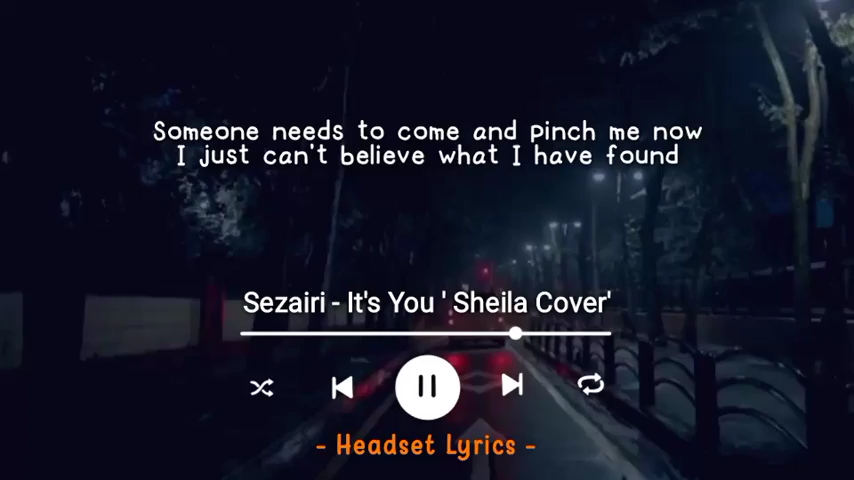 Someone needs to come and pinch me now
I just can't believe what I have found
Sezairi - It's You ' Sheila Cover'
- Headset Lyrics -